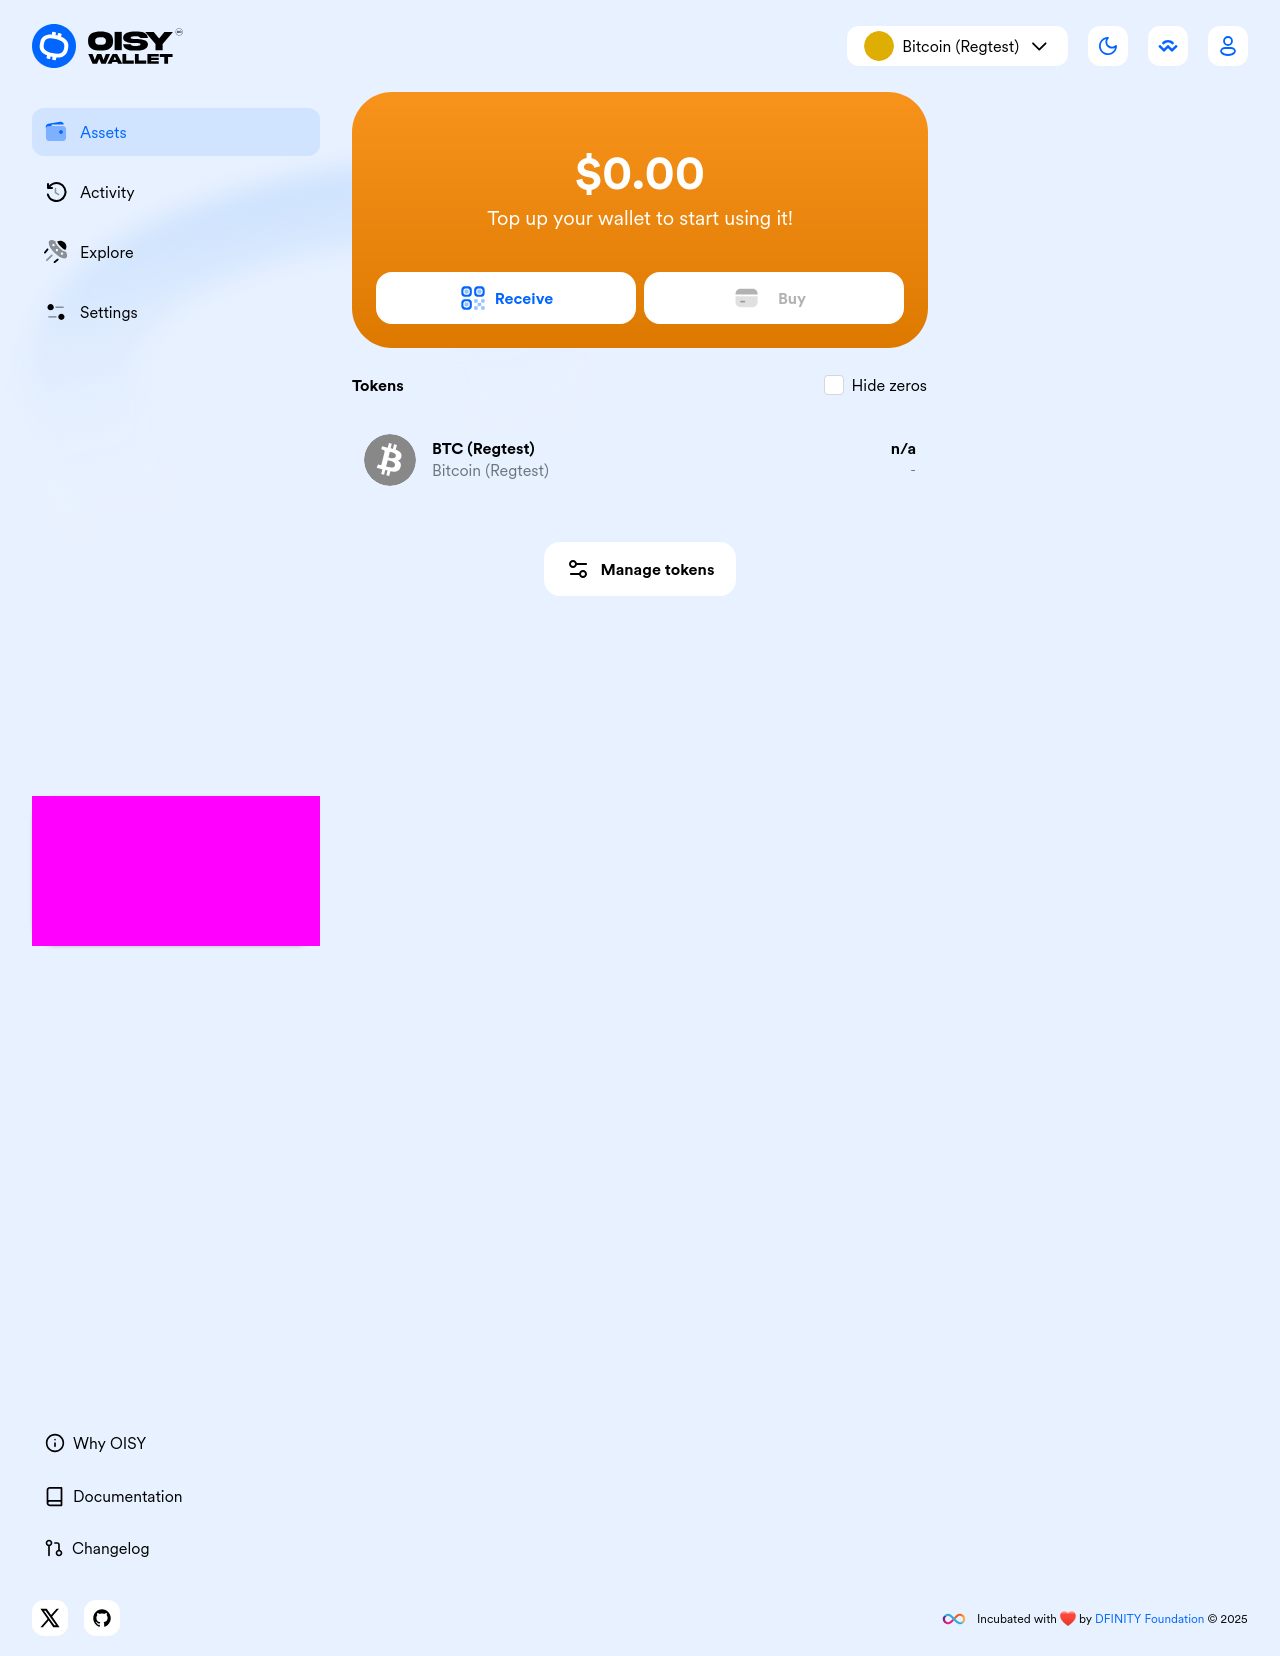 OISY
WALLET
Bitcoin (Regtest)
Assets
Activity
Explore
Settings
$0.00
Top up your wallet to start using it!
Receive
Buy
Tokens
Hide zeros
BTC (Regtest)
n/a
Bitcoin (Regtest)
-
Manage tokens
Why OISY
Documentation
Changelog
Incubated with ❤️ by DFINITY Foundation © 2025